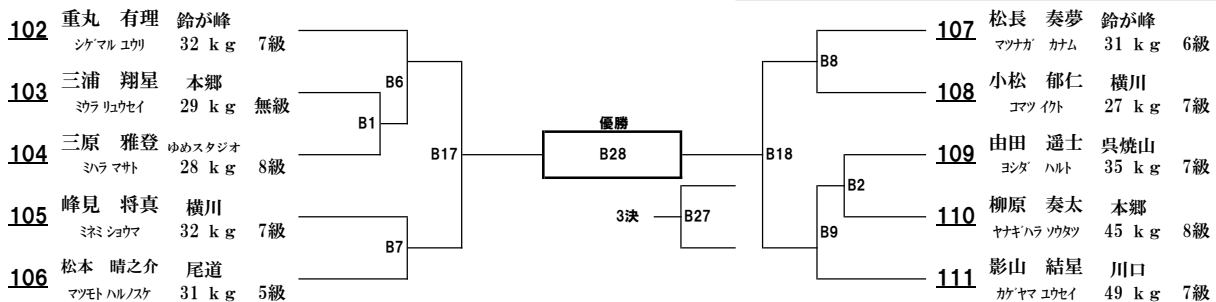 102 重丸 有理 鈴が峰
シゲマル ユウリ 32 kg 7級
103 三浦 翔星 本郷
ミウラ リュウセイ 29 kg 無級
104 三原 雅登 ゆめスタジオ
ミハラ マサト 28 kg 8級
105 峰見 将真 横川
ミネミ ショウマ 32 kg 7級
106 松本 晴之介 尾道
マツモト ハルノスケ 31 kg 5級
B6
B1
B17
B7
優勝
B28
3決 B27
B18
B8
B2
B9
107 松長 奏夢 鈴が峰
マツナガ カナム 31 kg 6級
108 小松 郁仁 横川
コマツ イクト 27 kg 7級
109 由田 遥士 呉焼山
ヨシダ ハルト 35 kg 7級
110 柳原 奏太 本郷
ヤナギハラ ソウタツ 45 kg 8級
111 影山 結星 川口
カゲヤマ ユウセイ 49 kg 7級